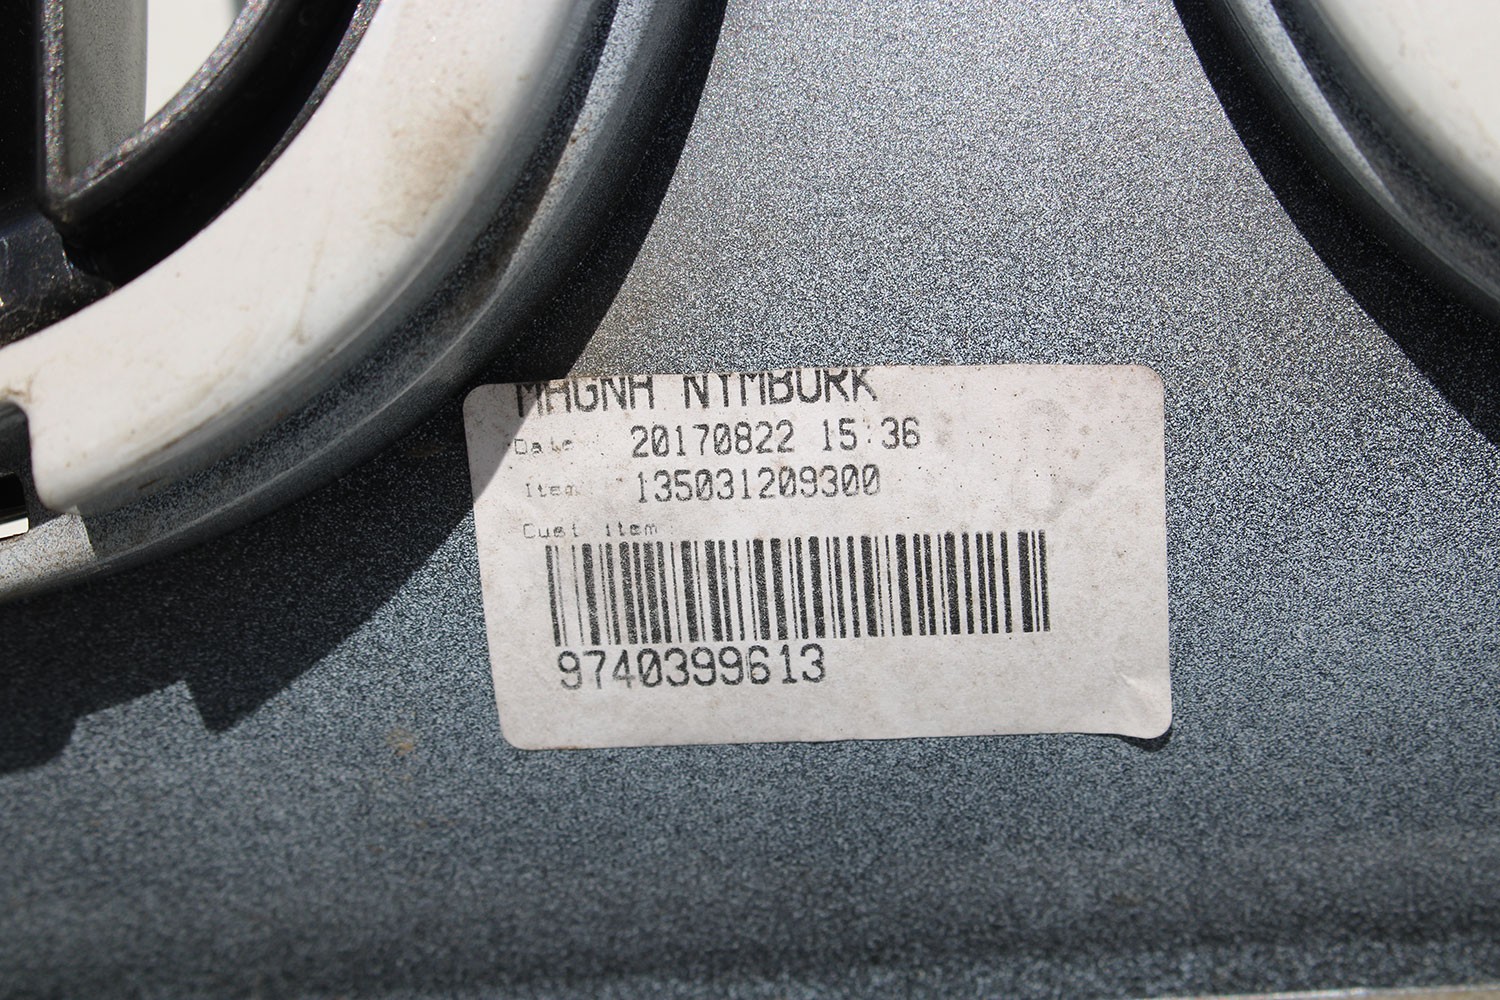 MAGNA NYMBURK
Date : 20170822 15:36
Item : 135031209300
Cust item :
9740399613